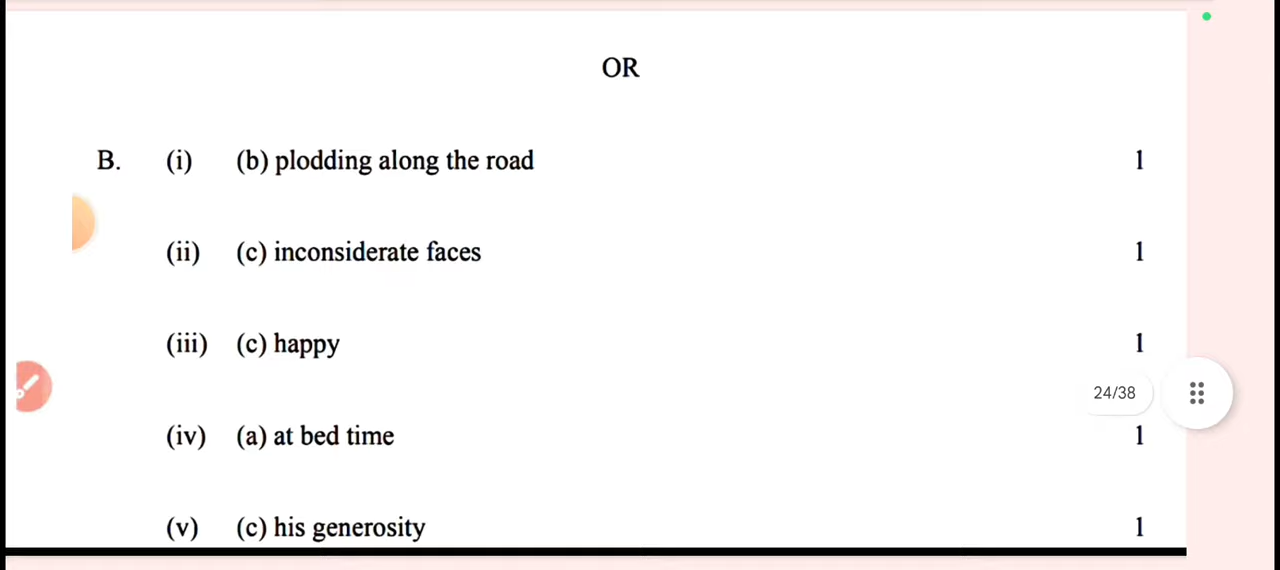 OR
B. (i) (b) plodding along the road 1
(ii) (c) inconsiderate faces 1
(iii) (c) happy 1
24/38
(iv) (a) at bed time 1
(v) (c) his generosity 1